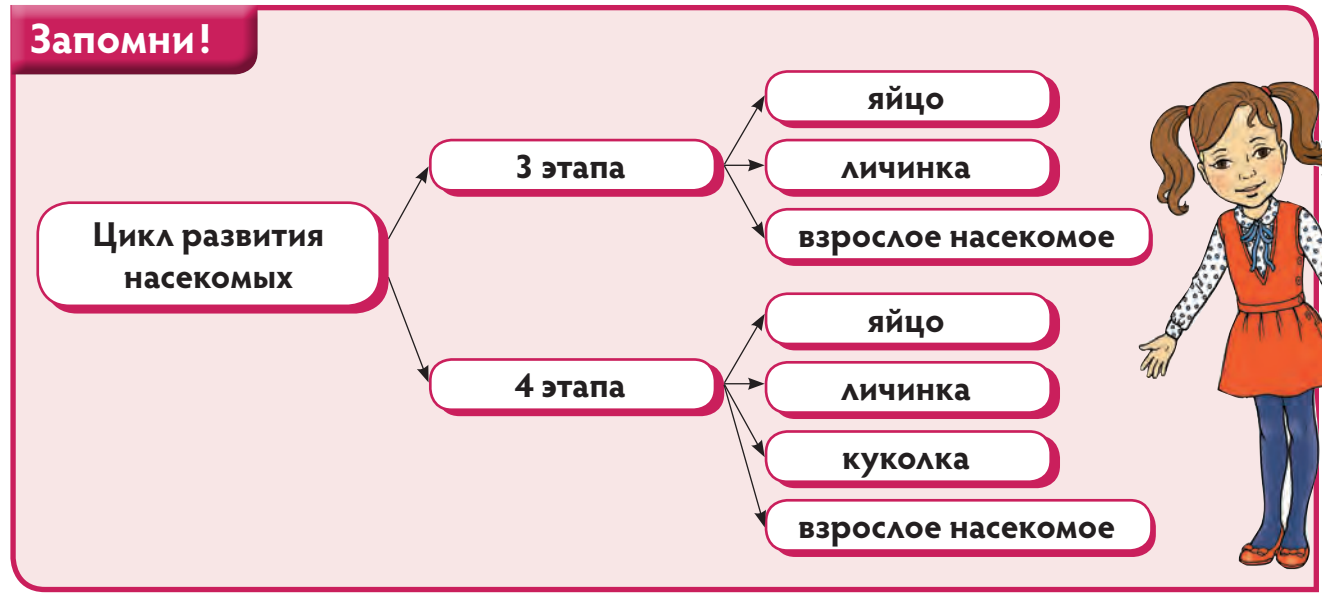 Запомни!
Цикл развития
насекомых
3 этапа
яйцо
личинка
взрослое насекомое
4 этапа
яйцо
личинка
куколка
взрослое насекомое